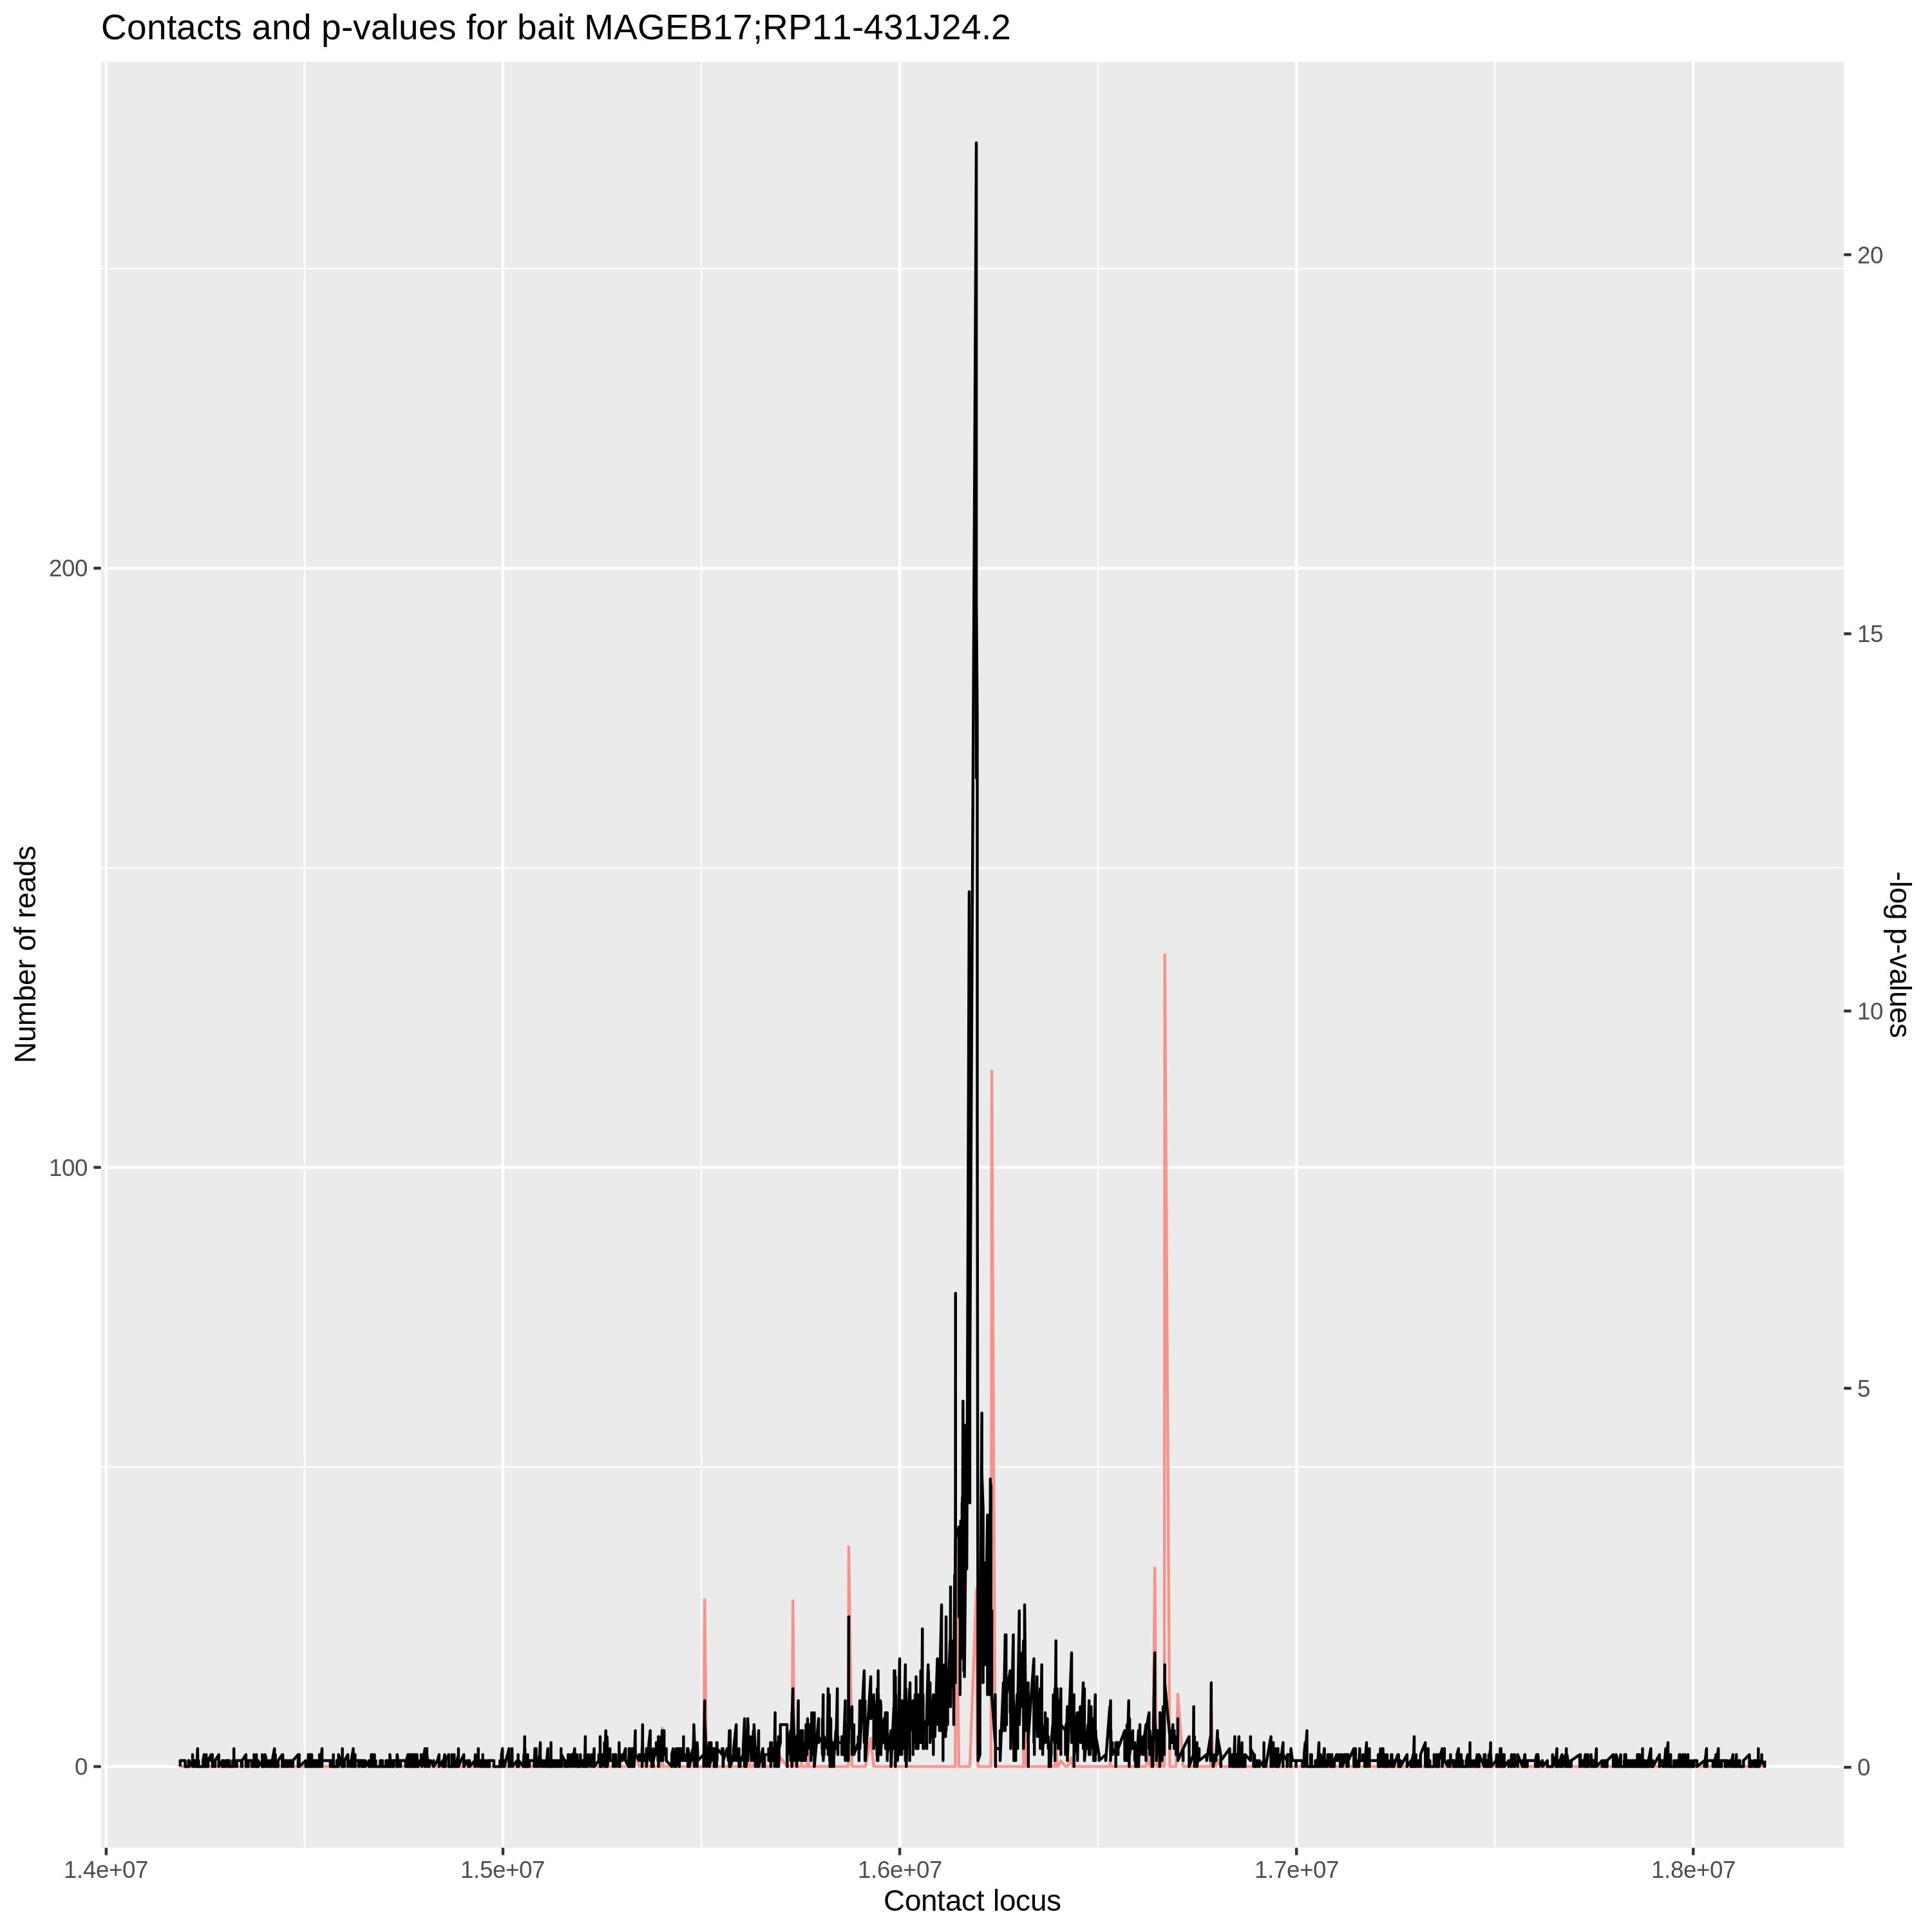 Contacts and p-values for bait MAGEB17;RP11-431J24.2
Number of reads
200
100
0
20
15
10
5
0
-log p-values
1.4e+07
1.5e+07
1.6e+07
1.7e+07
1.8e+07
Contact locus